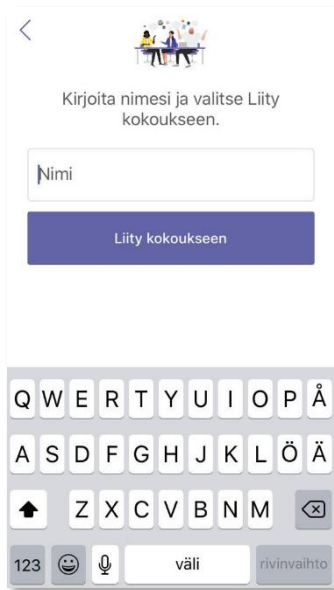 Kirjoita nimesi ja valitse Liity
kokoukseen.
Nimi
Liity kokoukseen
Q W E R T Y U I O P Å
A S D F G H J K L Ö Ä
Z X C V B N M
123 väli rivinvaihto